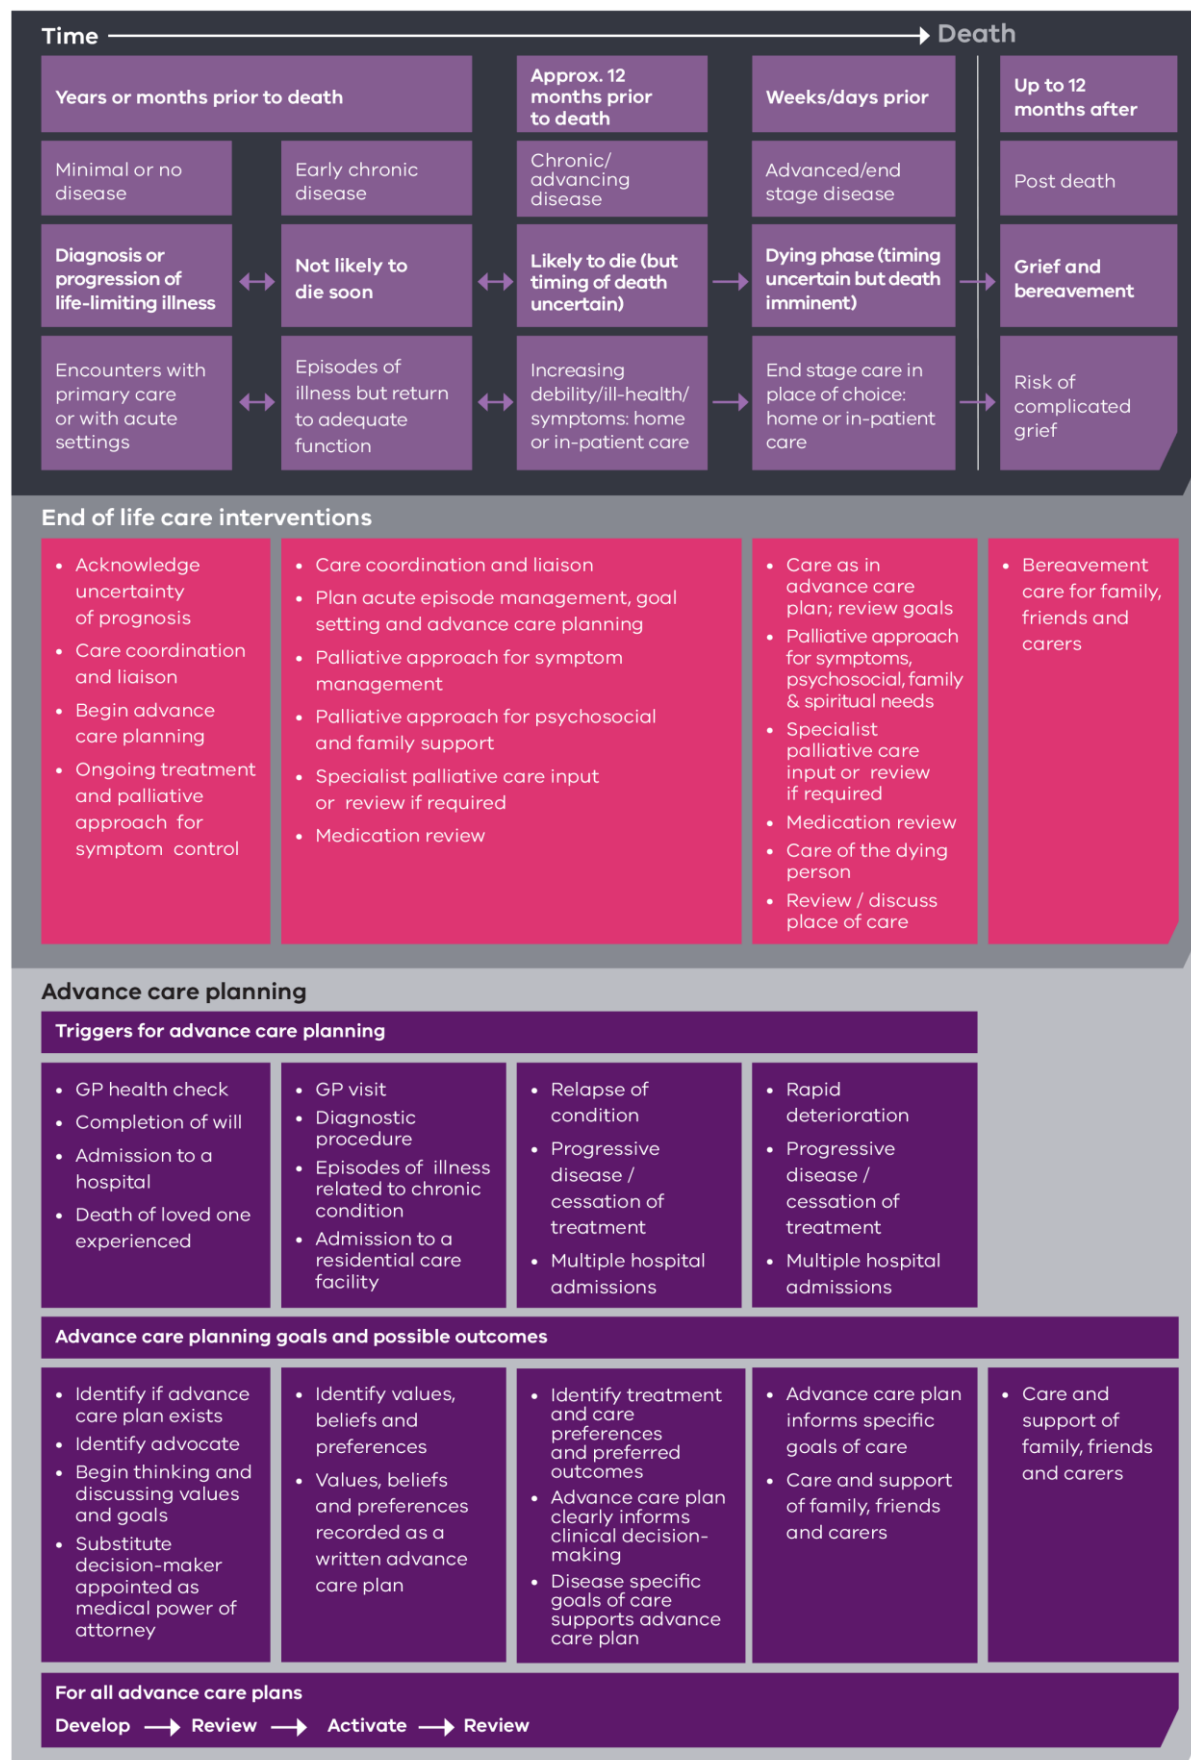 Time
Death
Years or months prior to death
Approx. 12
months prior
to death
Weeks/days prior
Up to 12
months after
Minimal or no
disease
Early chronic
disease
Chronic/
advancing
disease
Advanced/end
stage disease
Post death
Diagnosis or
progression of
life-limiting illness
Not likely to
die soon
Likely to die (but
timing of death
uncertain)
Dying phase (timing
uncertain but death
imminent)
Grief and
bereavement
Encounters with
primary care
or with acute
settings
Episodes of
illness but return
to adequate
function
Increasing
debility/ill-health/
symptoms: home
or in-patient care
End stage care in
place of choice:
home or in-patient
care
Risk of
complicated
grief
End of life care interventions
• Acknowledge
uncertainty
of prognosis
• Care coordination
and liaison
• Begin advance
care planning
• Ongoing treatment
and palliative
approach for
symptom control
• Care coordination and liaison
• Plan acute episode management, goal
setting and advance care planning
• Palliative approach for symptom
management
• Palliative approach for psychosocial
and family support
• Specialist palliative care input
or review if required
• Medication review
• Care as in
advance care
plan; review goals
• Palliative approach
for symptoms,
psychosocial, family
& spiritual needs
• Specialist
palliative care
input or review
if required
• Medication review
• Care of the dying
person
• Review / discuss
place of care
• Bereavement
care for family,
friends and
carers
Advance care planning
Triggers for advance care planning
• GP health check
• Completion of will
• Admission to a
hospital
• Death of loved one
experienced
• GP visit
• Diagnostic
procedure
• Episodes of illness
related to chronic
condition
• Admission to a
residential care
facility
• Relapse of
condition
• Progressive
disease /
cessation of
treatment
• Multiple hospital
admissions
• Rapid
deterioration
• Progressive
disease /
cessation of
treatment
• Multiple hospital
admissions
Advance care planning goals and possible outcomes
• Identify if advance
care plan exists
• Identify advocate
• Begin thinking and
discussing values
and goals
• Substitute
decision-maker
appointed as
medical power of
attorney
• Identify values,
beliefs and
preferences
• Values, beliefs
and preferences
recorded as a
written advance
care plan
• Identify treatment
and care
preferences
and preferred
outcomes
• Advance care plan
clearly informs
clinical decision-
making
• Disease specific
goals of care
supports advance
care plan
• Advance care plan
informs specific
goals of care
• Care and support
of family, friends
and carers
• Care and
support of
family, friends
and carers
For all advance care plans
Develop → Review → Activate → Review